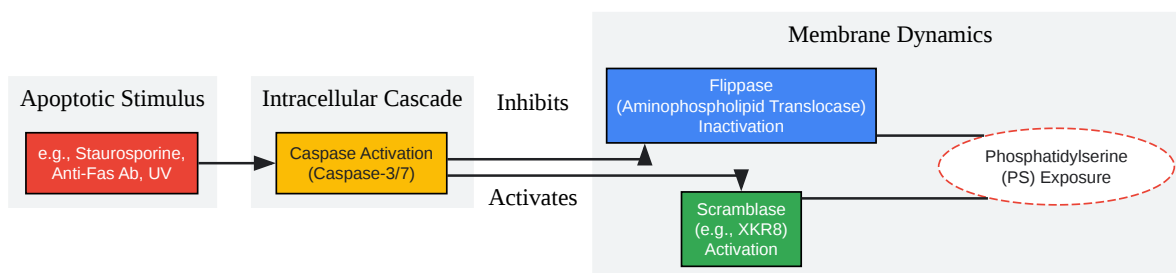 Apoptotic Stimulus
e.g., Staurosporine,
Anti-Fas Ab, UV
Intracellular Cascade
Caspase Activation
(Caspase-3/7)
Inhibits
Activates
Membrane Dynamics
Flippase
(Aminophospholipid Translocase)
Inactivation
Scramblase
(e.g., XKR8)
Activation
Phosphatidylserine
(PS) Exposure